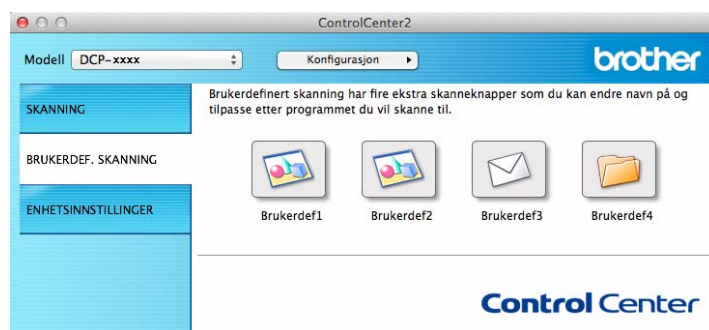 ControlCenter2
Modell DCP-xxxx Konfigurasjon brother
SKANNING
Brukerdefinert skanning har fire ekstra skanneknapper som du kan endre navn på og
tilpasse etter programmet du vil skanne til.
BRUKERDEF. SKANNING
ENHETSINNSTILLINGER
Brukerdef1 Brukerdef2 Brukerdef3 Brukerdef4
Control Center